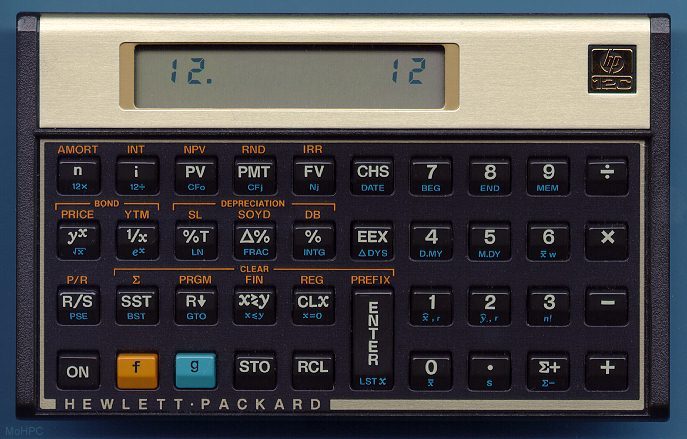 12. 12
hp
12C
AMORT INT NPV RND IRR
n i PV PMT FV CHS 7 8 9 ÷
12× 12÷ CFo CFj Nj DATE BEG END MEM
BOND DEPRECIATION
PRICE YTM SL SOYD DB
yˣ 1/x %T Δ% % EEX 4 5 6 ×
√x eˣ LN FRAC INTG ΔDYS D.MY M.DY x̄w
CLEAR
P/R Σ PRGM FIN REG PREFIX
R/S SST R↓ x≷y CLx ENTER 1 2 3 −
PSE BST GTO x≤y x=0 x̂,r ŷ,r n!
ON f g STO RCL 0 . Σ+ +
LSTx x̄ s Σ−
HEWLETT·PACKARD
MoHPC